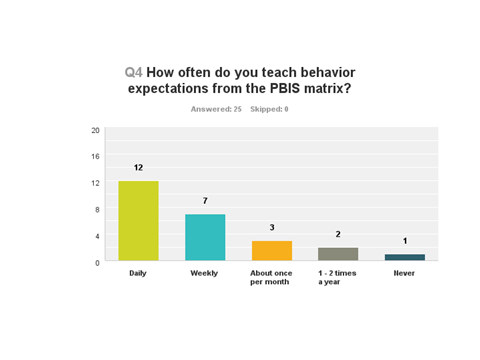 Q4 How often do you teach behavior
expectations from the PBIS matrix?
Answered: 25 Skipped: 0
20
16
12
8
4
0
12
7
3
2
1
Daily
Weekly
About once
per month
1 - 2 times
a year
Never